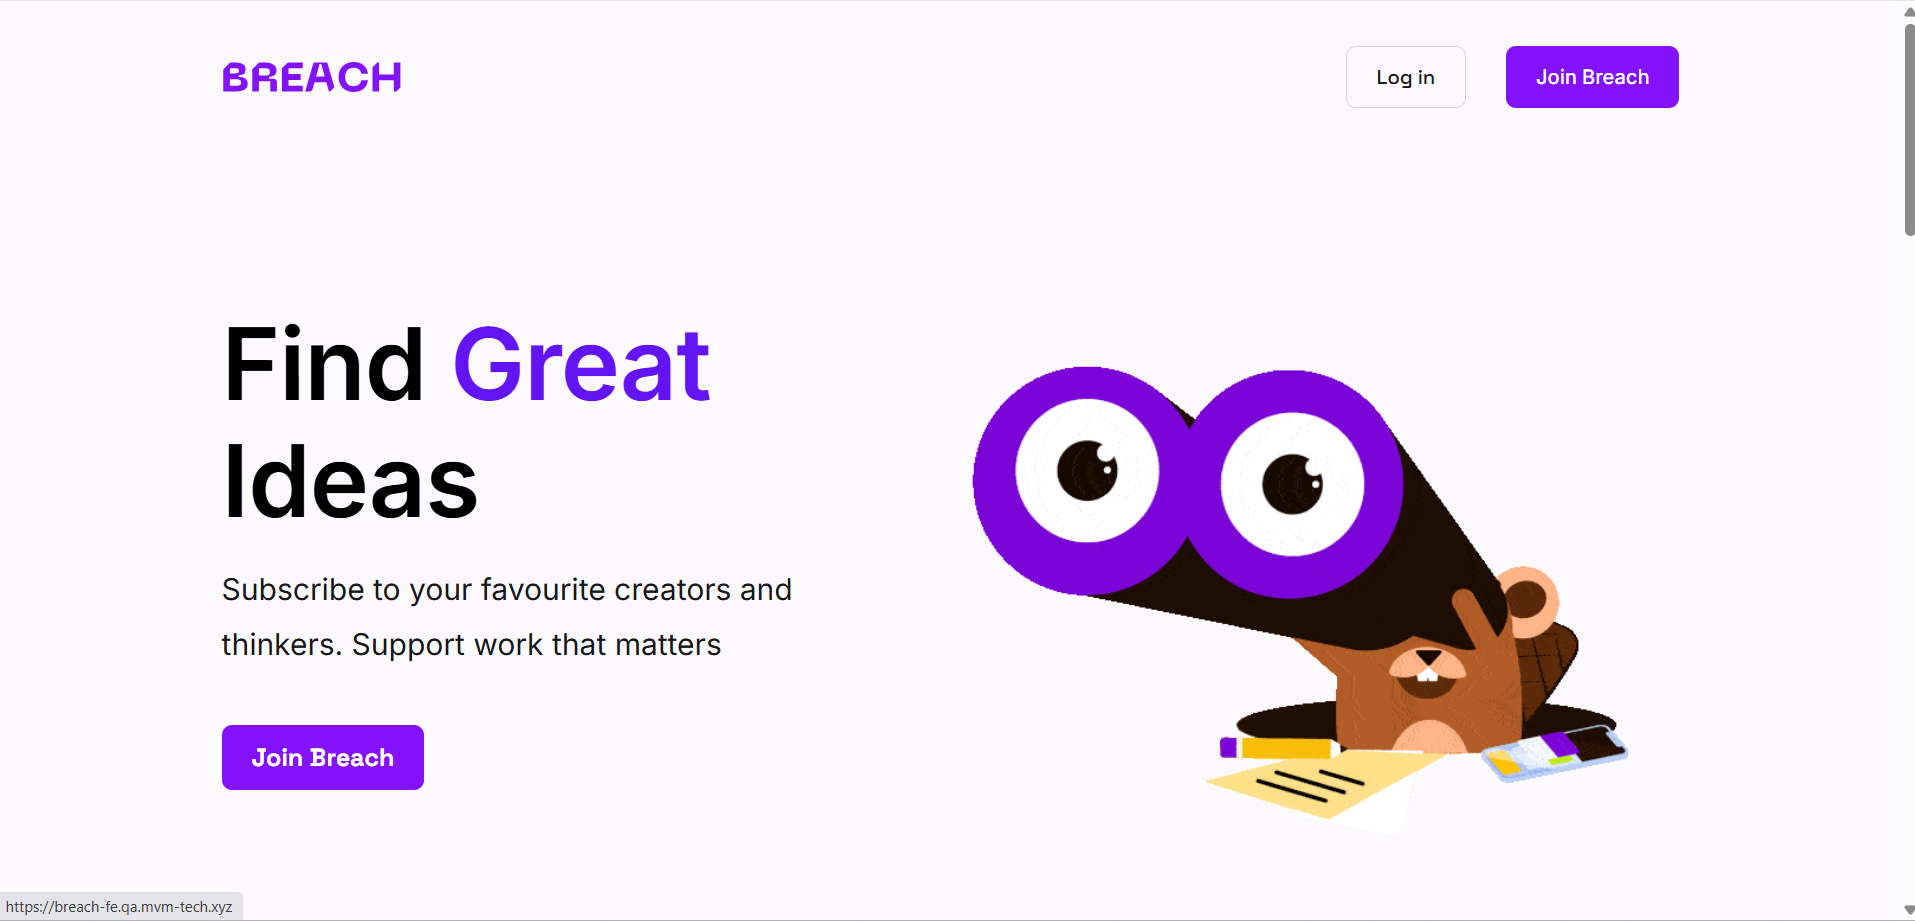 BREACH
Log in
Join Breach
Find Great
Ideas
Subscribe to your favourite creators and
thinkers. Support work that matters
Join Breach
https://breach-fe.qa.mvm-tech.xyz